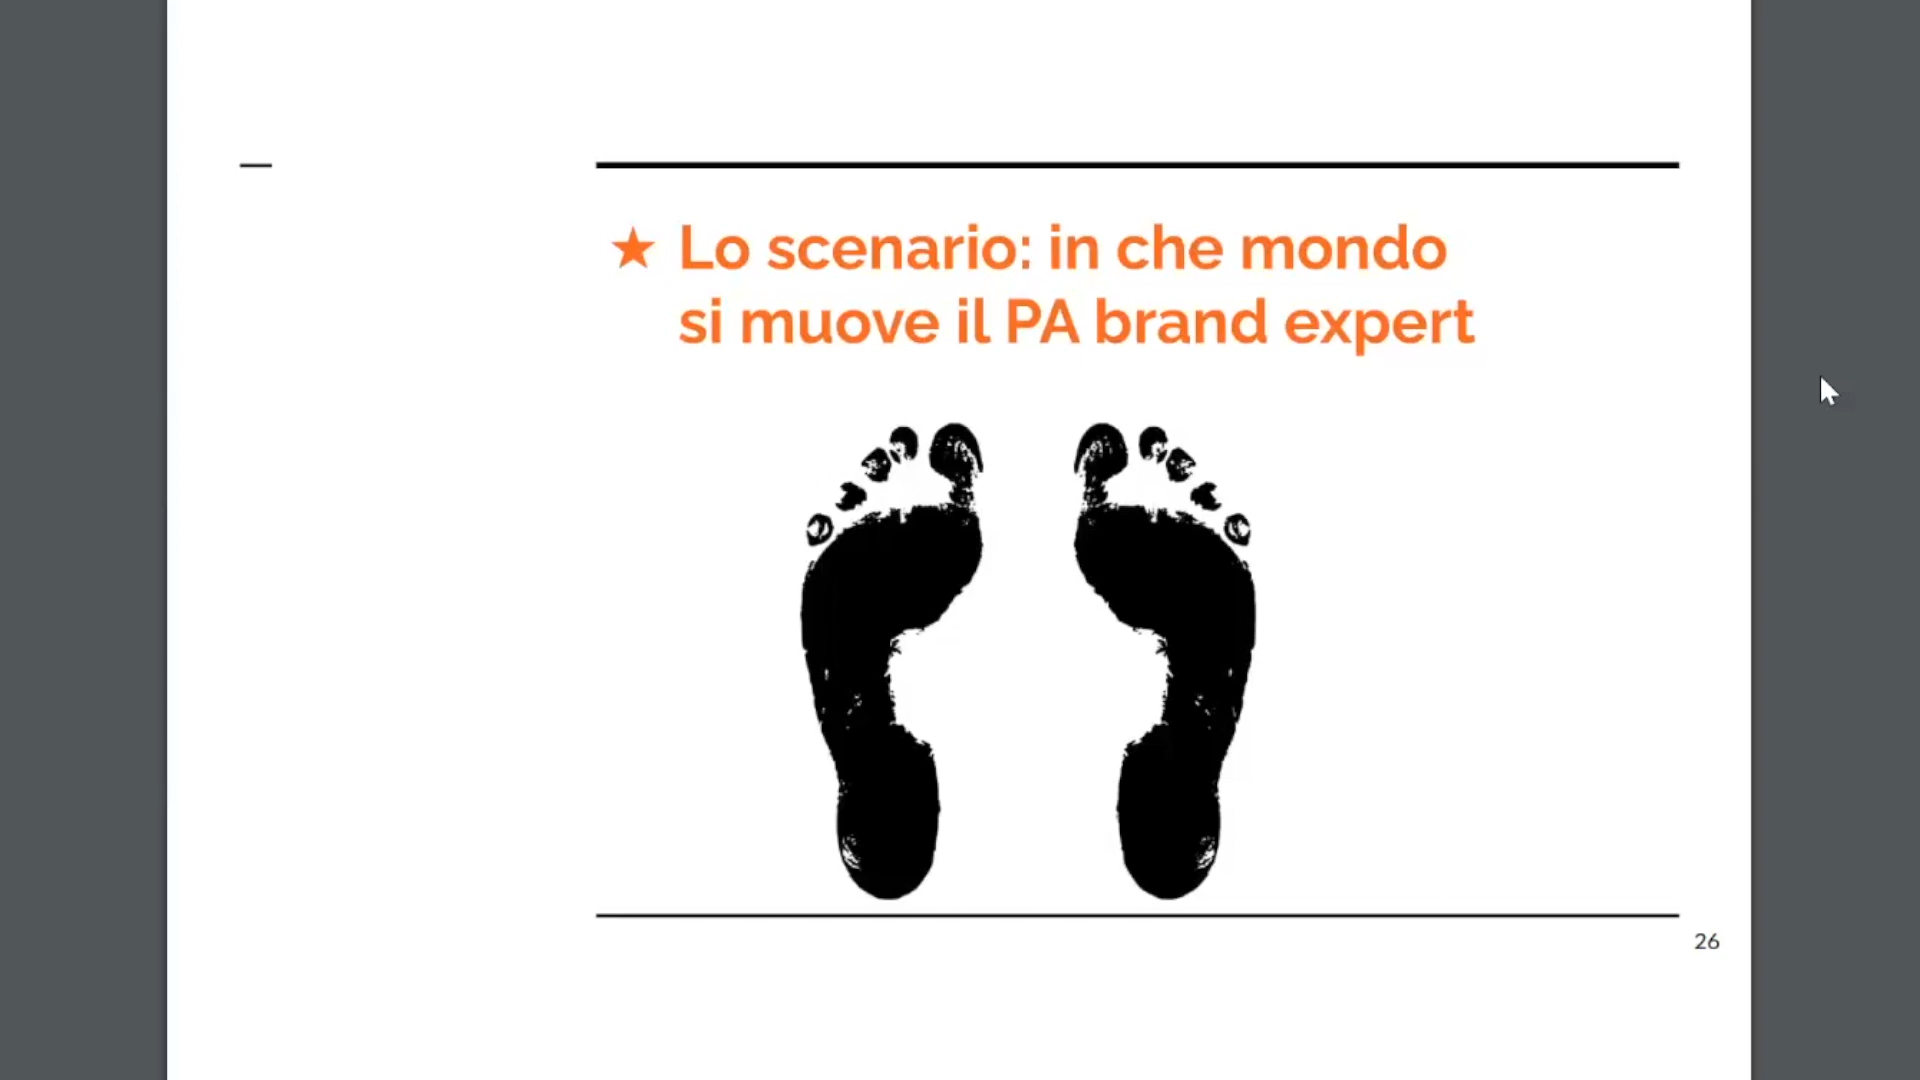 ★ Lo scenario: in che mondo
si muove il PA brand expert
26